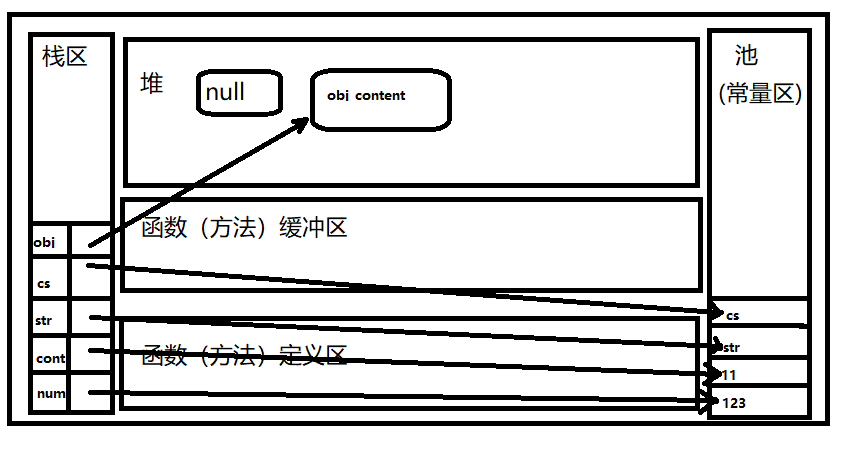 栈区
堆
null
obj content
池
(常量区)
函数（方法）缓冲区
函数（方法）定义区
obj
cs
str
cont
num
cs
str
11
123